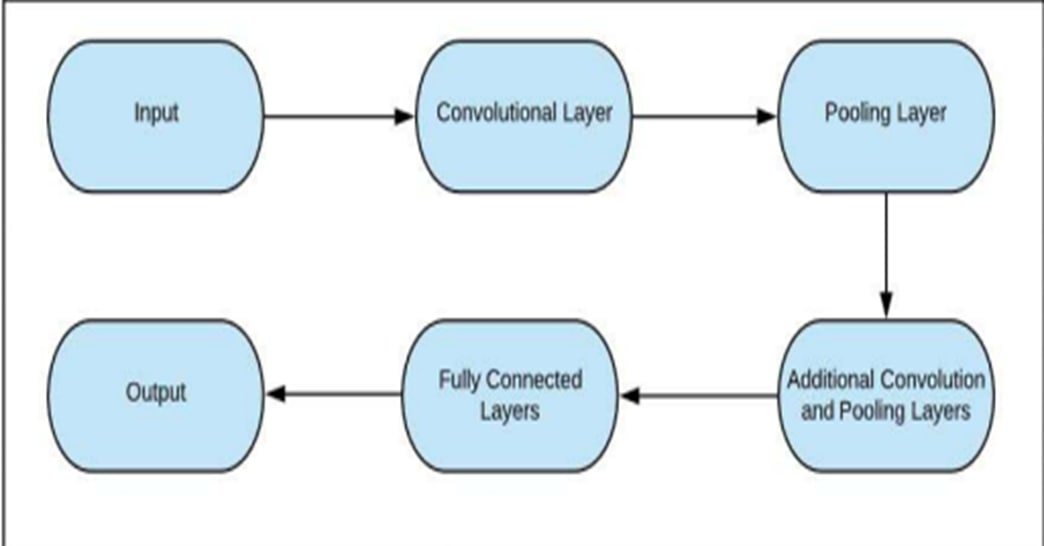 Input
Convolutional Layer
Pooling Layer
Additional Convolution
and Pooling Layers
Fully Connected
Layers
Output